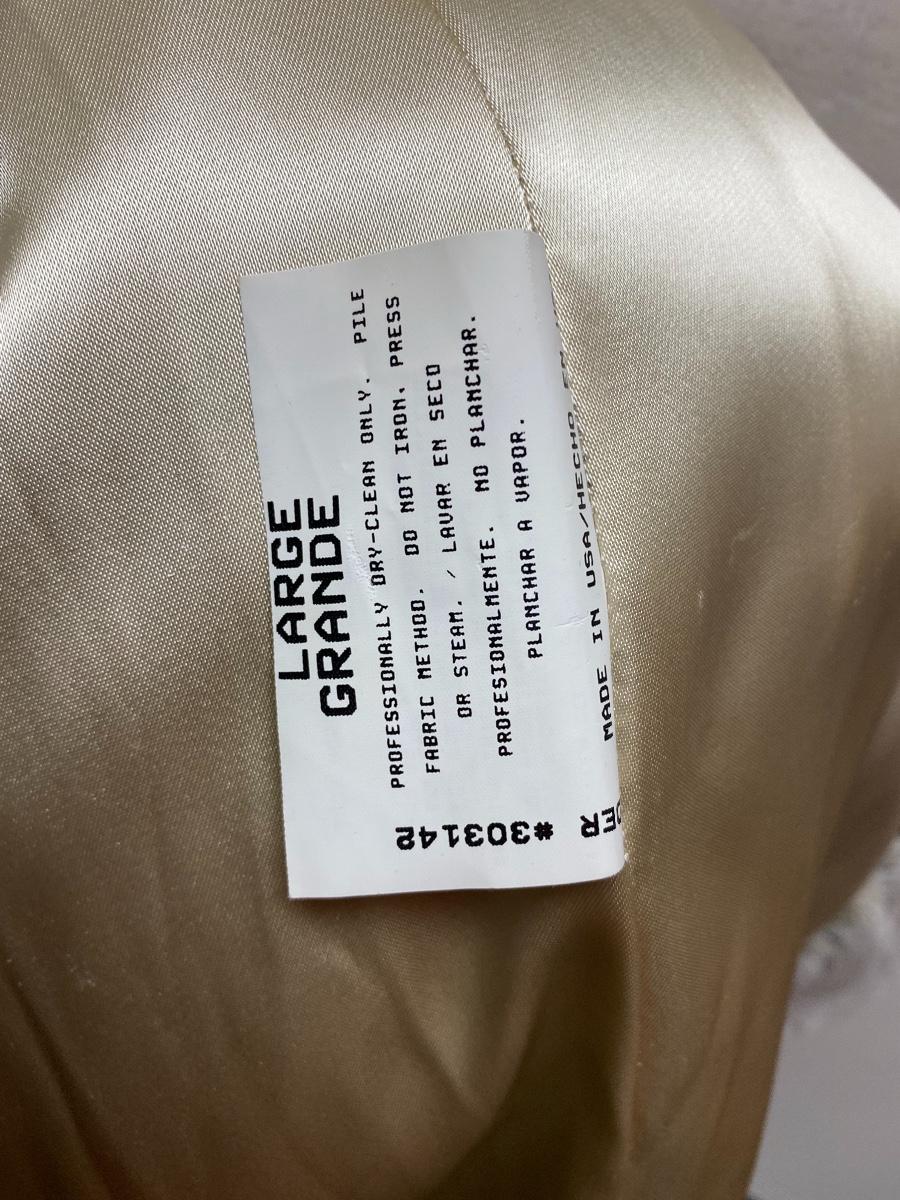 LARGE
GRANDE
PROFESSIONALLY DRY-CLEAN ONLY. PILE
FABRIC METHOD. DO NOT IRON, PRESS
OR STEAM. / LAVAR EN SECO
PROFESIONALMENTE. NO PLANCHAR.
PLANCHAR A VAPOR.
MADE IN USA/HECHO EN
#303142